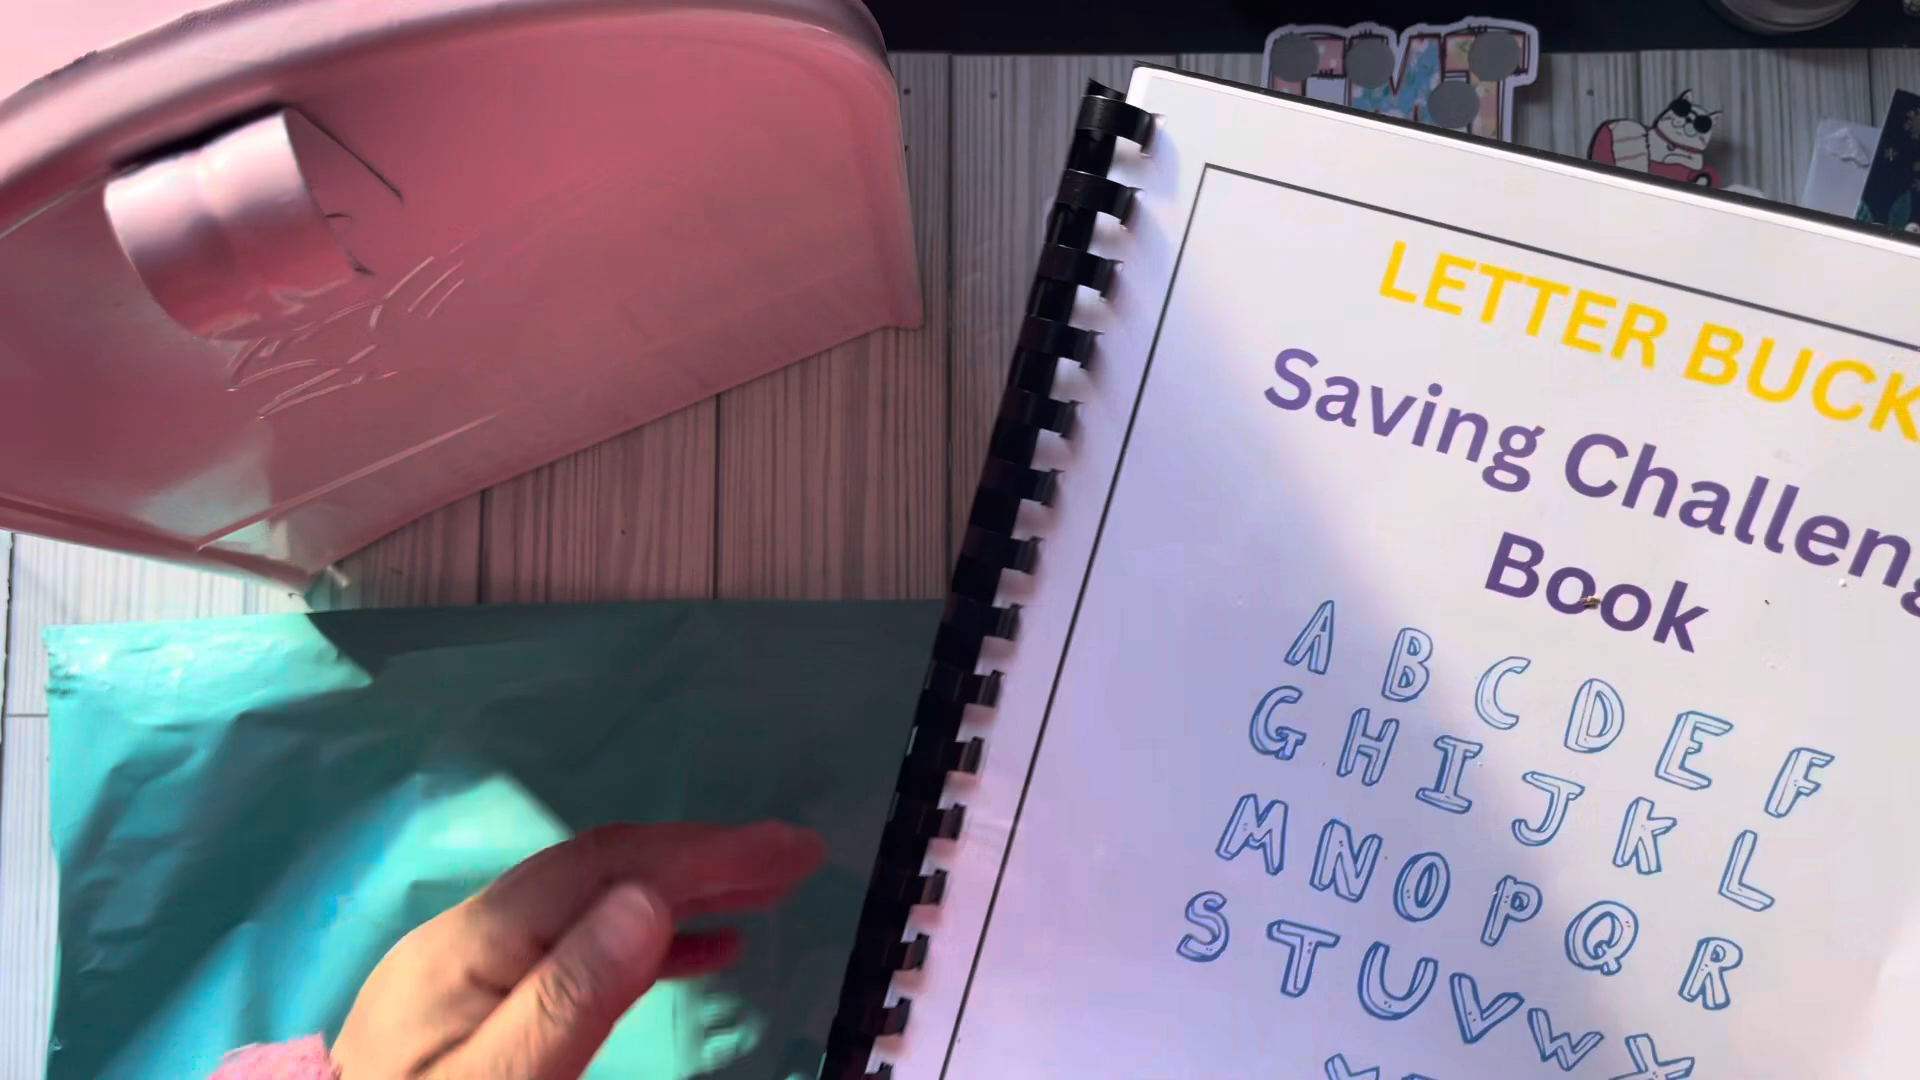 LETTER BUCK
Saving Challeng
Book
A B C D E F
G H I J K L
M N O P Q R
S T U V W X